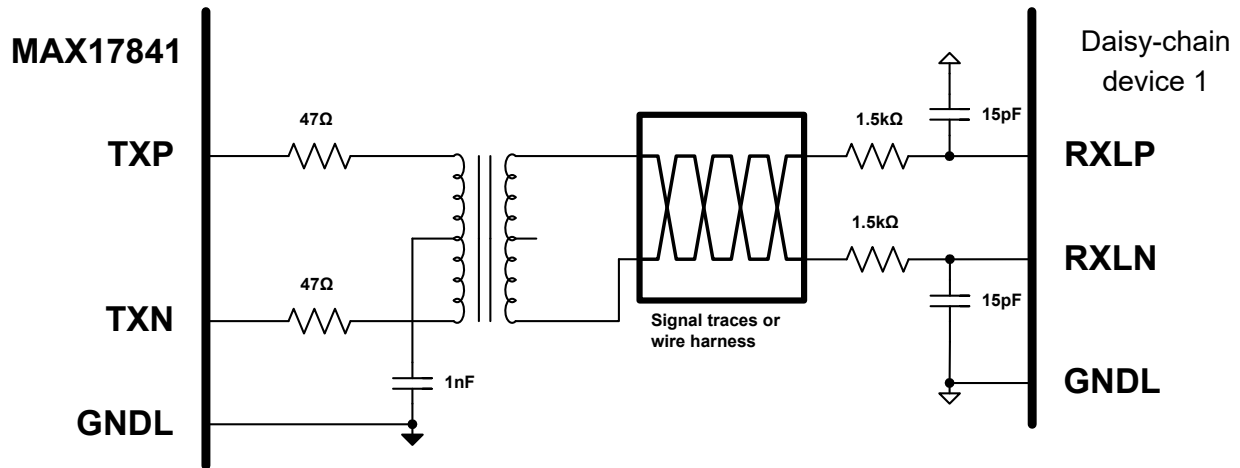 MAX17841
Daisy-chain
device 1
47Ω
1.5kΩ
15pF
TXP
RXLP
1.5kΩ
RXLN
47Ω
15pF
TXN
Signal traces or
wire harness
1nF
GNDL
GNDL